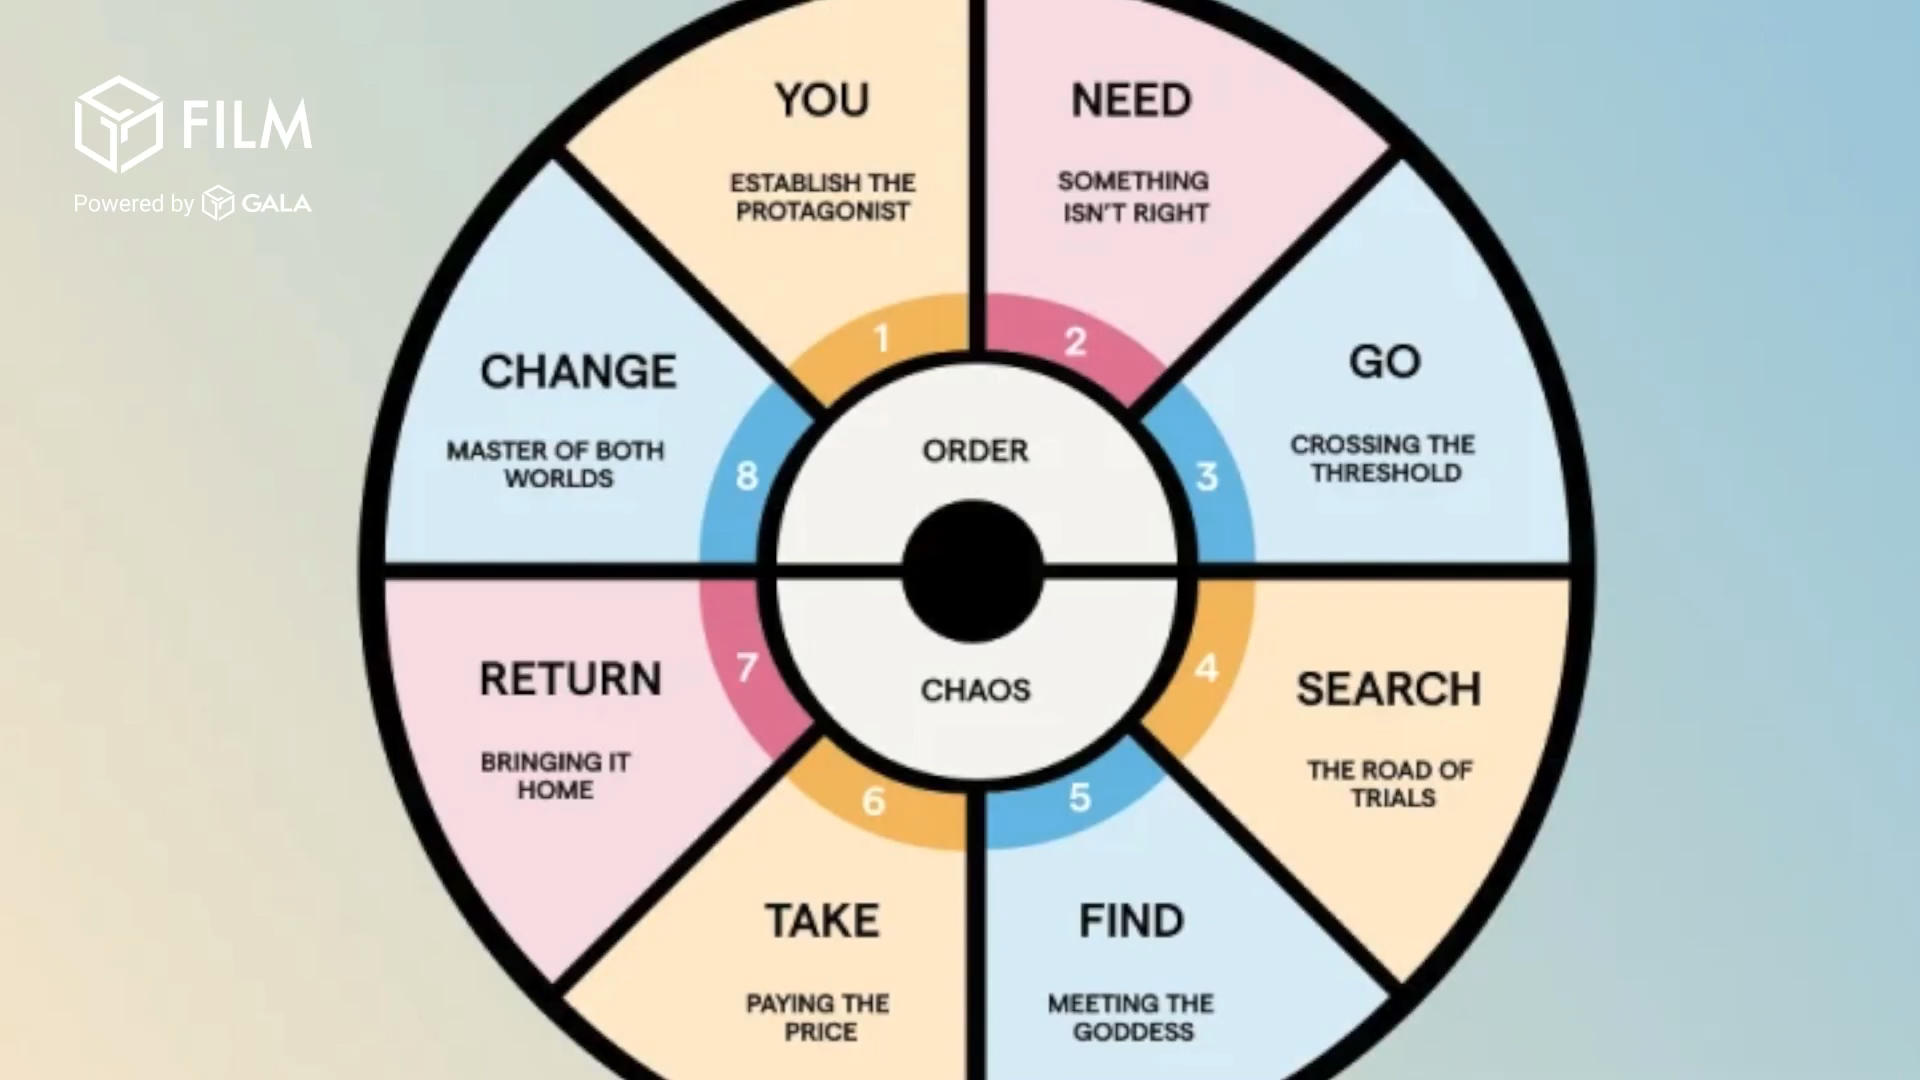 FILM
Powered by GALA
YOU
ESTABLISH THE
PROTAGONIST
1
NEED
SOMETHING
ISN'T RIGHT
2
GO
CROSSING THE
THRESHOLD
3
SEARCH
THE ROAD OF
TRIALS
4
FIND
MEETING THE
GODDESS
5
TAKE
PAYING THE
PRICE
6
RETURN
BRINGING IT
HOME
7
CHANGE
MASTER OF BOTH
WORLDS
8
ORDER
CHAOS